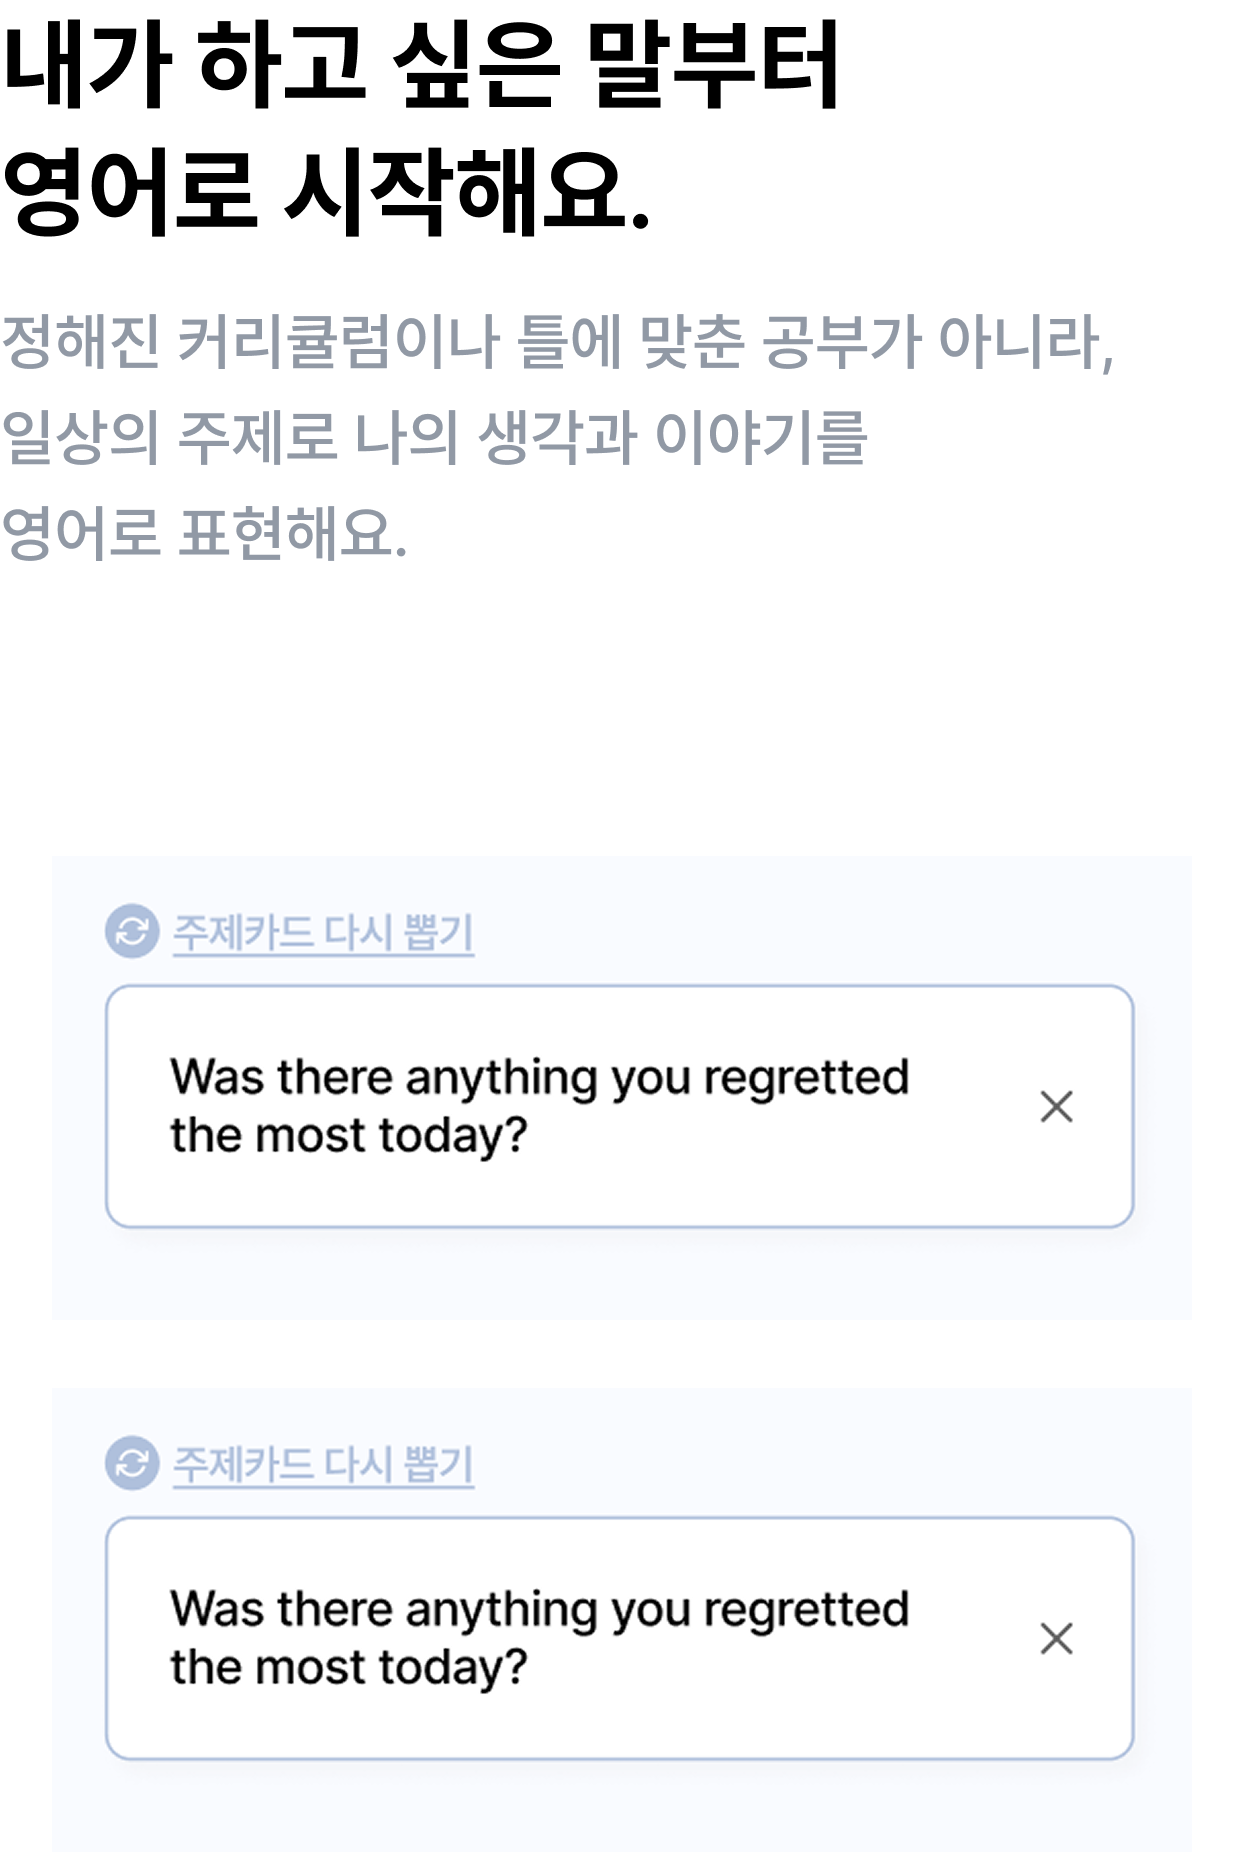 내가 하고 싶은 말부터
영어로 시작해요.
정해진 커리큘럼이나 틀에 맞춘 공부가 아니라,
일상의 주제로 나의 생각과 이야기를
영어로 표현해요.
주제카드 다시 뽑기
Was there anything you regretted
the most today?
주제카드 다시 뽑기
Was there anything you regretted
the most today?